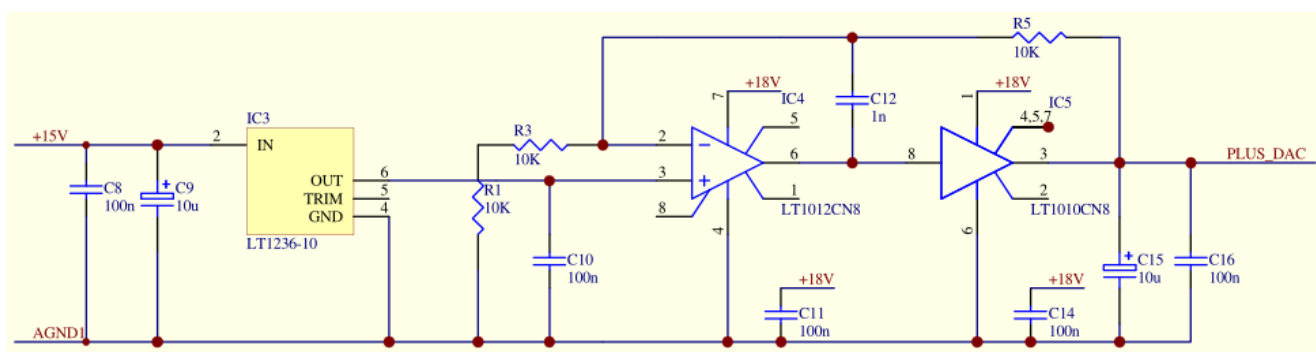 R5
10K
+18V
IC4
7
C12
1n
+18V
1
4,5,7
IC5
+15V
IC3
2
IN
R3
10K
2
5
−
6
8
3
PLUS_DAC
OUT
6
3
+
C8
100n
+
C9
10u
TRIM
5
R1
10K
1
2
GND
4
8
LT1012CN8
LT1010CN8
LT1236-10
4
6
C10
100n
+
C15
10u
C16
100n
+18V
+18V
C11
100n
C14
100n
AGND1